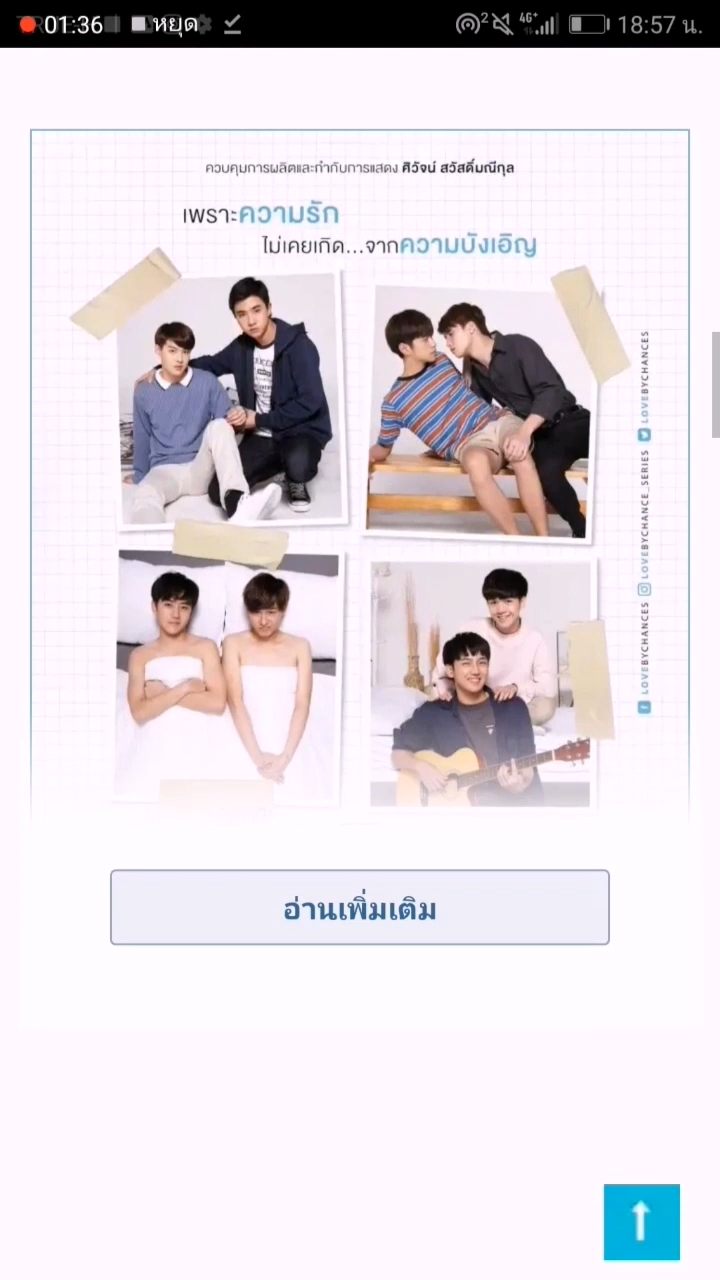 01:36 หยุด 2 4G+ 18:57 น.
ควบคุมการผลิตและกำกับการแสดง ศิวัจน์ สวัสดิ์มณีกุล
เพราะความรัก
ไม่เคยเกิด...จากความบังเอิญ
LOVEBYCHANCES LOVEBYCHANCE_SERIES LOVEBYCHANCES
อ่านเพิ่มเติม